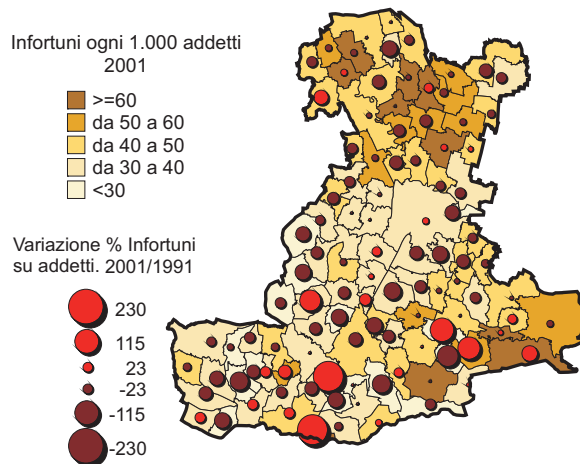 Infortuni ogni 1.000 addetti
2001
>=60
da 50 a 60
da 40 a 50
da 30 a 40
<30
Variazione % Infortuni
su addetti. 2001/1991
230
115
23
-23
-115
-230